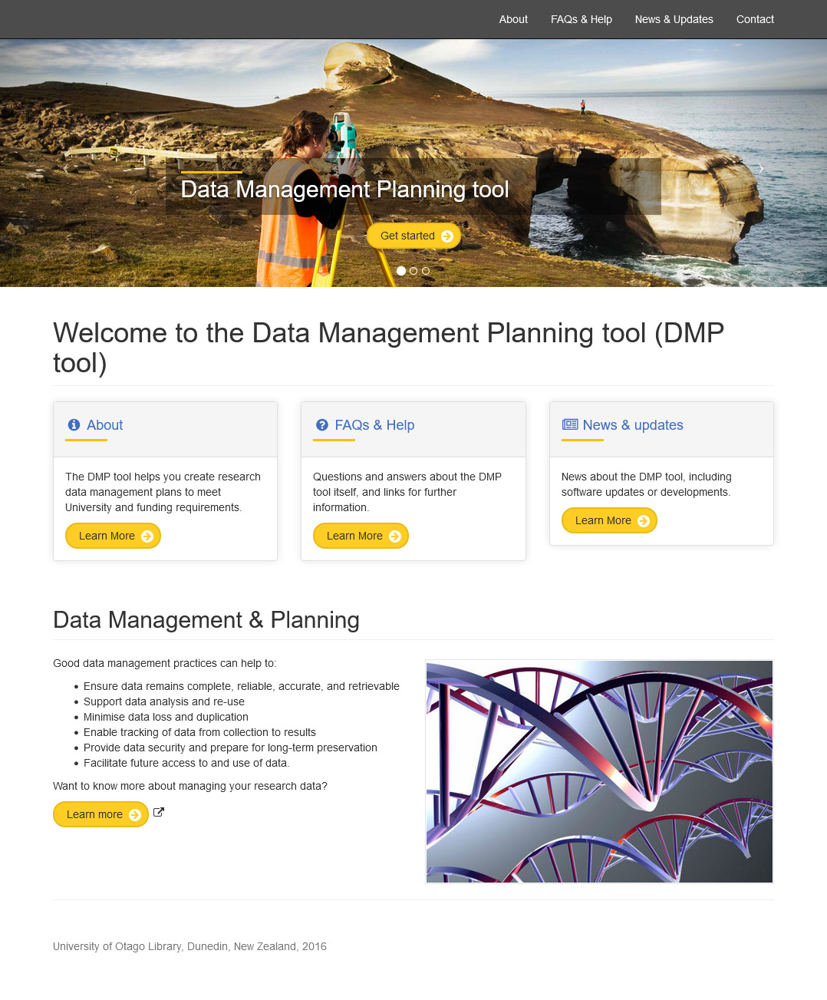 About FAQs & Help News & Updates Contact
Data Management Planning tool
Get started
Welcome to the Data Management Planning tool (DMP
tool)
About
The DMP tool helps you create research
data management plans to meet
University and funding requirements.
Learn More
FAQs & Help
Questions and answers about the DMP
tool itself, and links for further
information.
Learn More
News & updates
News about the DMP tool, including
software updates or developments.
Learn More
Data Management & Planning
Good data management practices can help to:
• Ensure data remains complete, reliable, accurate, and retrievable
• Support data analysis and re-use
• Minimise data loss and duplication
• Enable tracking of data from collection to results
• Provide data security and prepare for long-term preservation
• Facilitate future access to and use of data.
Want to know more about managing your research data?
Learn more
University of Otago Library, Dunedin, New Zealand, 2016